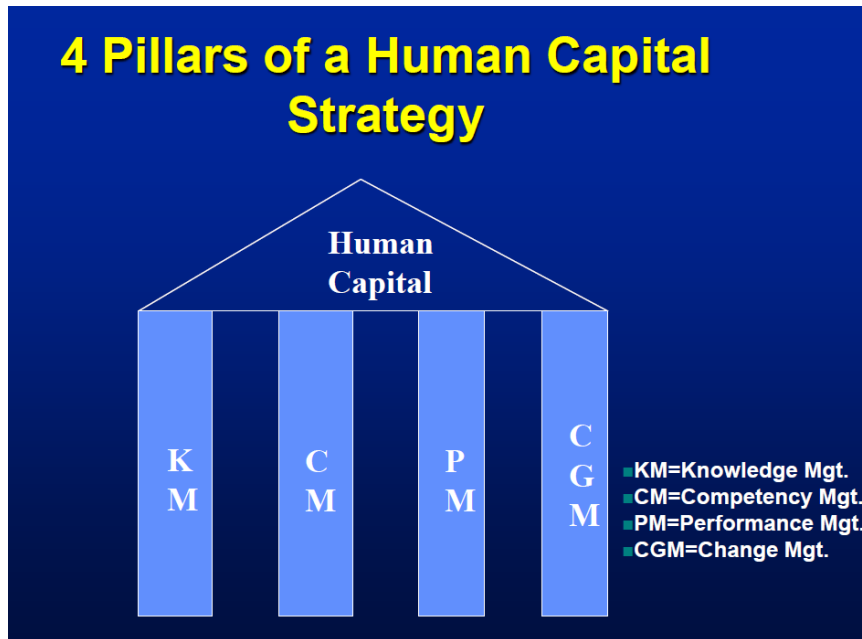 4 Pillars of a Human Capital
Strategy
Human
Capital
K
M
C
M
P
M
C
G
M
KM=Knowledge Mgt.
CM=Competency Mgt.
PM=Performance Mgt.
CGM=Change Mgt.